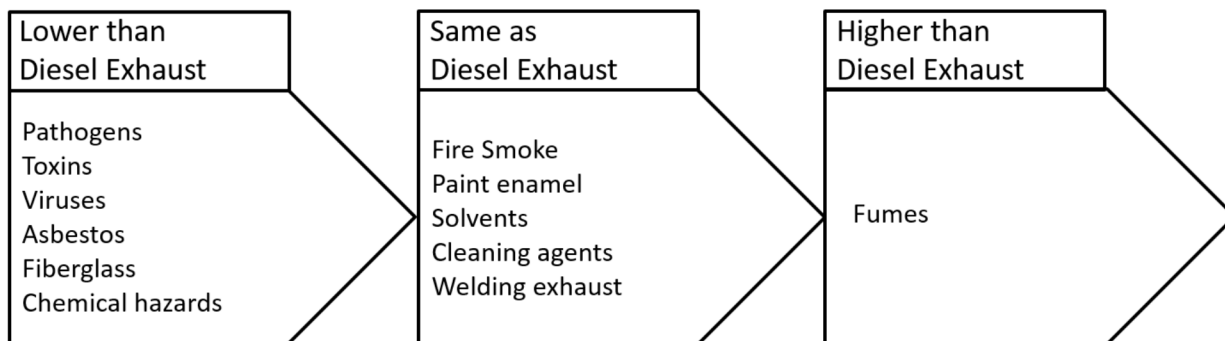 Lower than
Diesel Exhaust
Pathogens
Toxins
Viruses
Asbestos
Fiberglass
Chemical hazards
Same as
Diesel Exhaust
Fire Smoke
Paint enamel
Solvents
Cleaning agents
Welding exhaust
Higher than
Diesel Exhaust
Fumes